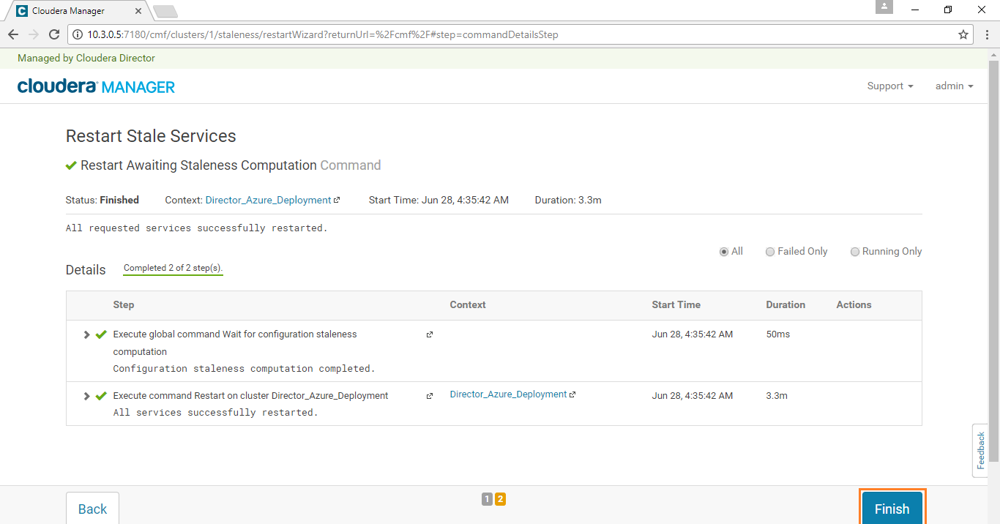 Cloudera Manager
10.3.0.5:7180/cmf/clusters/1/staleness/restartWizard?returnUrl=%2Fcmf%2F#step=commandDetailsStep
Managed by Cloudera Director
cloudera MANAGER
Support
admin
Restart Stale Services
Restart Awaiting Staleness Computation Command
Status: Finished Context: Director_Azure_Deployment Start Time: Jun 28, 4:35:42 AM Duration: 3.3m
All requested services successfully restarted.
All Failed Only Running Only
Details Completed 2 of 2 step(s).
Step Context Start Time Duration Actions
Execute global command Wait for configuration staleness Jun 28, 4:35:42 AM 50ms
computation
Configuration staleness computation completed.
Execute command Restart on cluster Director_Azure_Deployment Director_Azure_Deployment Jun 28, 4:35:42 AM 3.3m
All services successfully restarted.
Feedback
Back 1 2 Finish